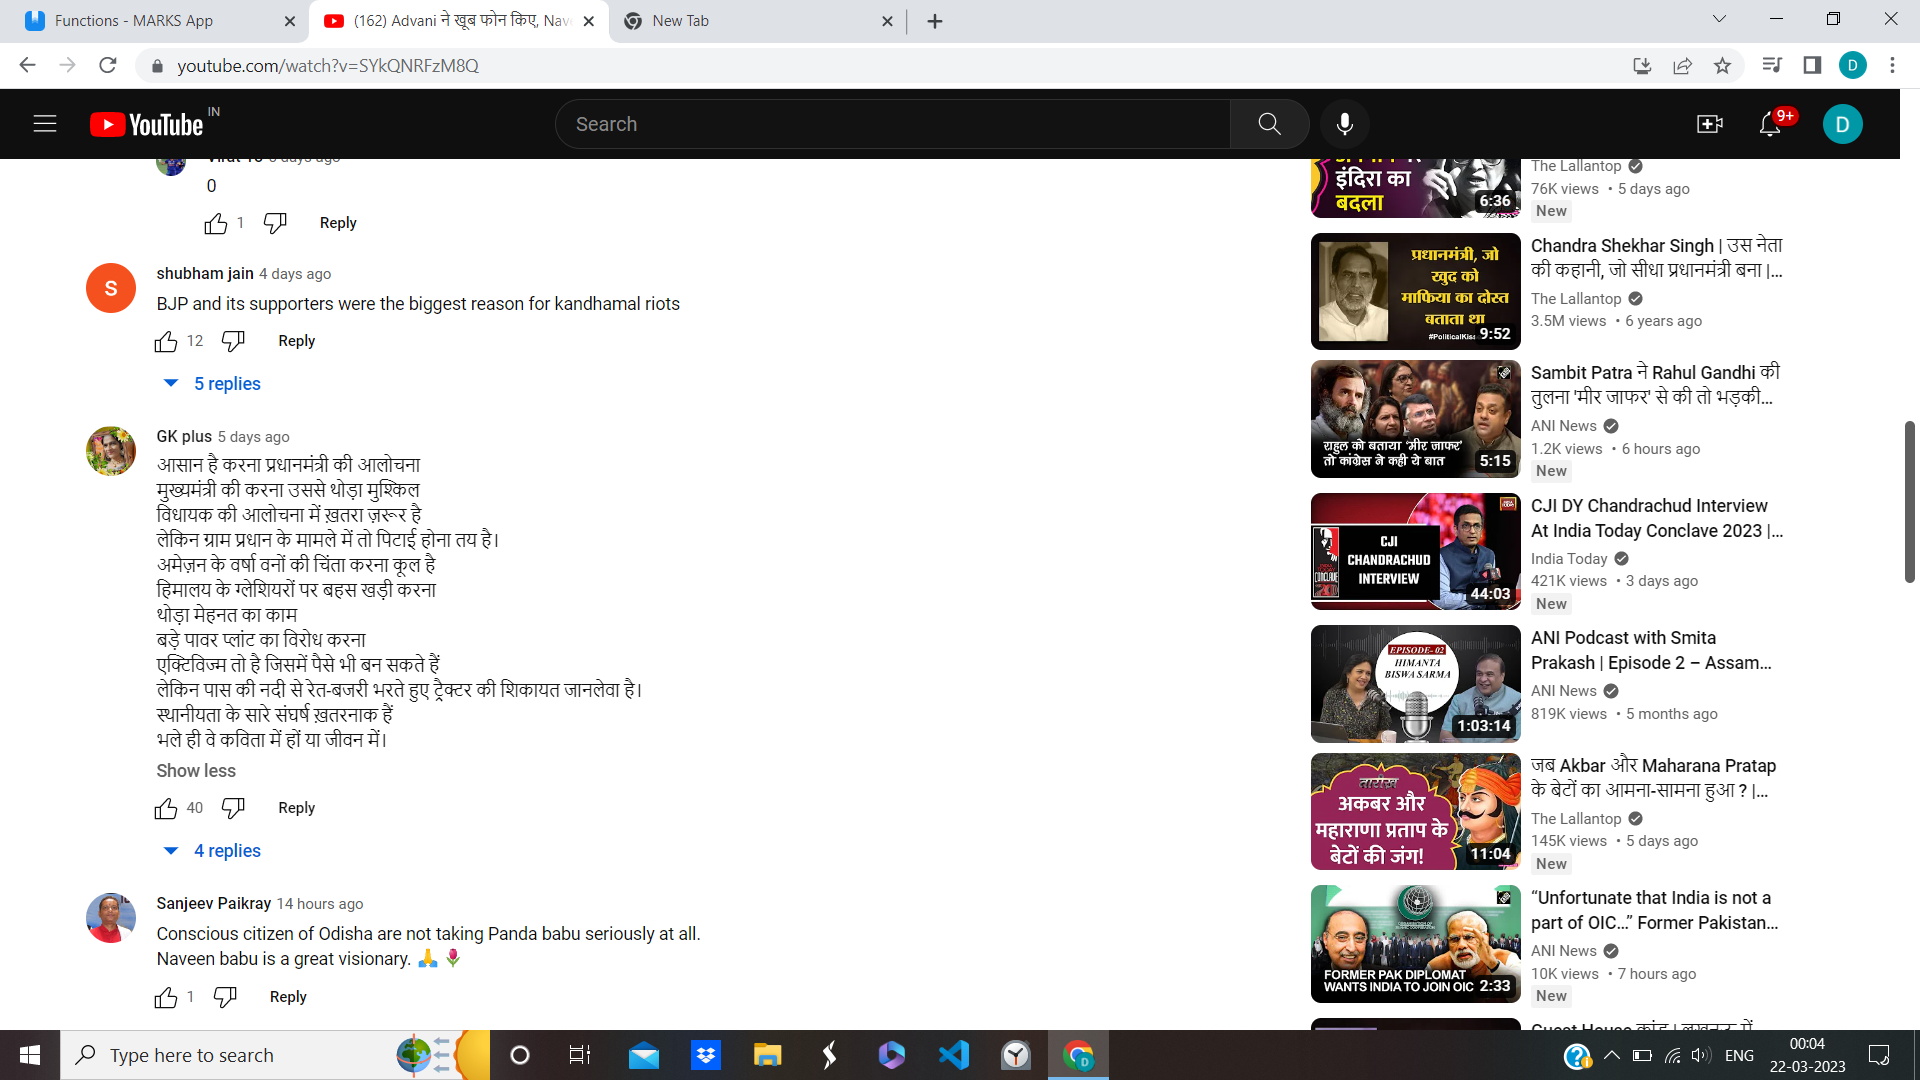 Functions - MARKS App
(162) Advani ने खूब फोन किए, Nav
New Tab
youtube.com/watch?v=SYkQNRFzM8Q
D
YouTube IN
Search
9+
D
0
1
Reply
S
shubham jain 4 days ago
BJP and its supporters were the biggest reason for kandhamal riots
12
Reply
5 replies
GK plus 5 days ago
आसान है करना प्रधानमंत्री की आलोचना
मुख्यमंत्री की करना उससे थोड़ा मुश्किल
विधायक की आलोचना में ख़तरा ज़रूर है
लेकिन ग्राम प्रधान के मामले में तो पिटाई होना तय है।
अमेज़न के वर्षा वनों की चिंता करना कूल है
हिमालय के ग्लेशियरों पर बहस खड़ी करना
थोड़ा मेहनत का काम
बड़े पावर प्लांट का विरोध करना
एक्टिविज्म तो है जिसमें पैसे भी बन सकते हैं
लेकिन पास की नदी से रेत-बजरी भरते हुए ट्रैक्टर की शिकायत जानलेवा है।
स्थानीयता के सारे संघर्ष ख़तरनाक हैं
भले ही वे कविता में हों या जीवन में।
Show less
40
Reply
4 replies
Sanjeev Paikray 14 hours ago
Conscious citizen of Odisha are not taking Panda babu seriously at all.
Naveen babu is a great visionary. 🙏 🌷
1
Reply
इंदिरा का
बदला
6:36
The Lallantop
76K views • 5 days ago
New
प्रधानमंत्री, जो
खुद को
माफिया का दोस्त
बताता था
9:52
Chandra Shekhar Singh | उस नेता
की कहानी, जो सीधा प्रधानमंत्री बना |...
The Lallantop
3.5M views • 6 years ago
राहुल को बताया ‘मीर जाफर’
तो कांग्रेस ने कही ये बात
5:15
Sambit Patra ने Rahul Gandhi की
तुलना 'मीर जाफर' से की तो भड़की...
ANI News
1.2K views • 6 hours ago
New
CJI
CHANDRACHUD
INTERVIEW
44:03
CJI DY Chandrachud Interview
At India Today Conclave 2023 |...
India Today
421K views • 3 days ago
New
EPISODE- 02
HIMANTA
BISWA SARMA
1:03:14
ANI Podcast with Smita
Prakash | Episode 2 – Assam...
ANI News
819K views • 5 months ago
तारीख़
अकबर और
महाराणा प्रताप के
बेटों की जंग!
11:04
जब Akbar और Maharana Pratap
के बेटों का आमना-सामना हुआ ? |...
The Lallantop
145K views • 5 days ago
New
FORMER PAK DIPLOMAT
WANTS INDIA TO JOIN OIC
2:33
“Unfortunate that India is not a
part of OIC...” Former Pakistan...
ANI News
10K views • 7 hours ago
New
Type here to search
ENG
00:04
22-03-2023